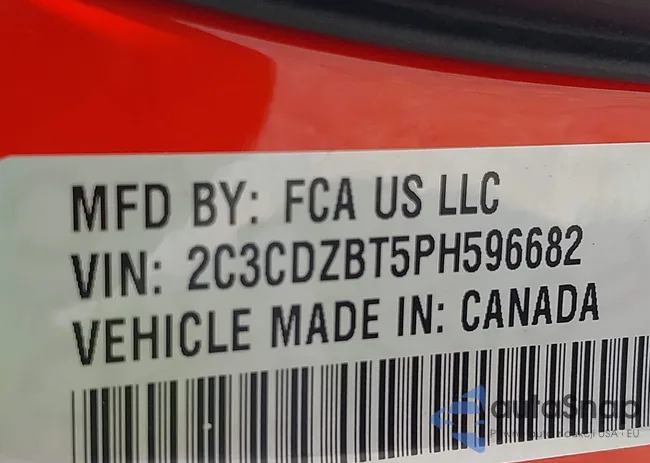 MFD BY: FCA US LLC
VIN: 2C3CDZBT5PH596682
VEHICLE MADE IN: CANADA
autoSnap